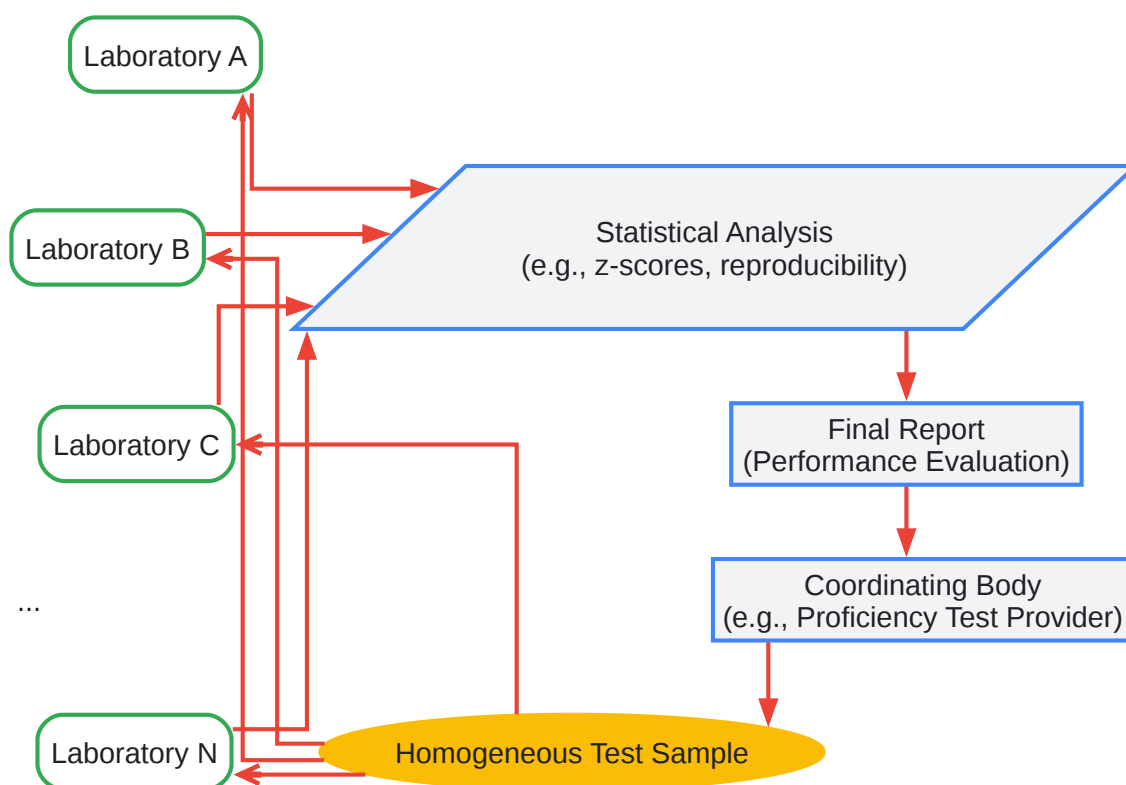 Laboratory A
Statistical Analysis
(e.g., z-scores, reproducibility)
Laboratory B
Laboratory C
Final Report
(Performance Evaluation)
Coordinating Body
(e.g., Proficiency Test Provider)
...
Laboratory N
Homogeneous Test Sample